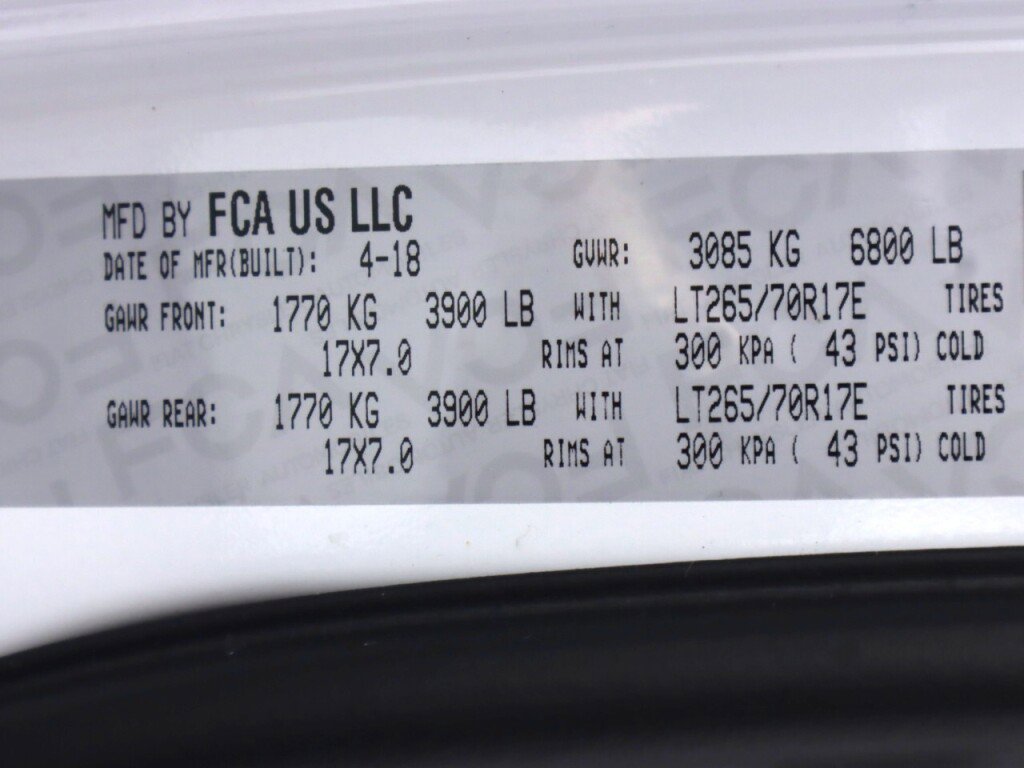 MFD BY FCA US LLC
DATE OF MFR(BUILT): 4-18 GVWR: 3085 KG 6800 LB
GAWR FRONT: 1770 KG 3900 LB WITH LT265/70R17E TIRES
17X7.0 RIMS AT 300 KPA ( 43 PSI) COLD
GAWR REAR: 1770 KG 3900 LB WITH LT265/70R17E TIRES
17X7.0 RIMS AT 300 KPA ( 43 PSI) COLD